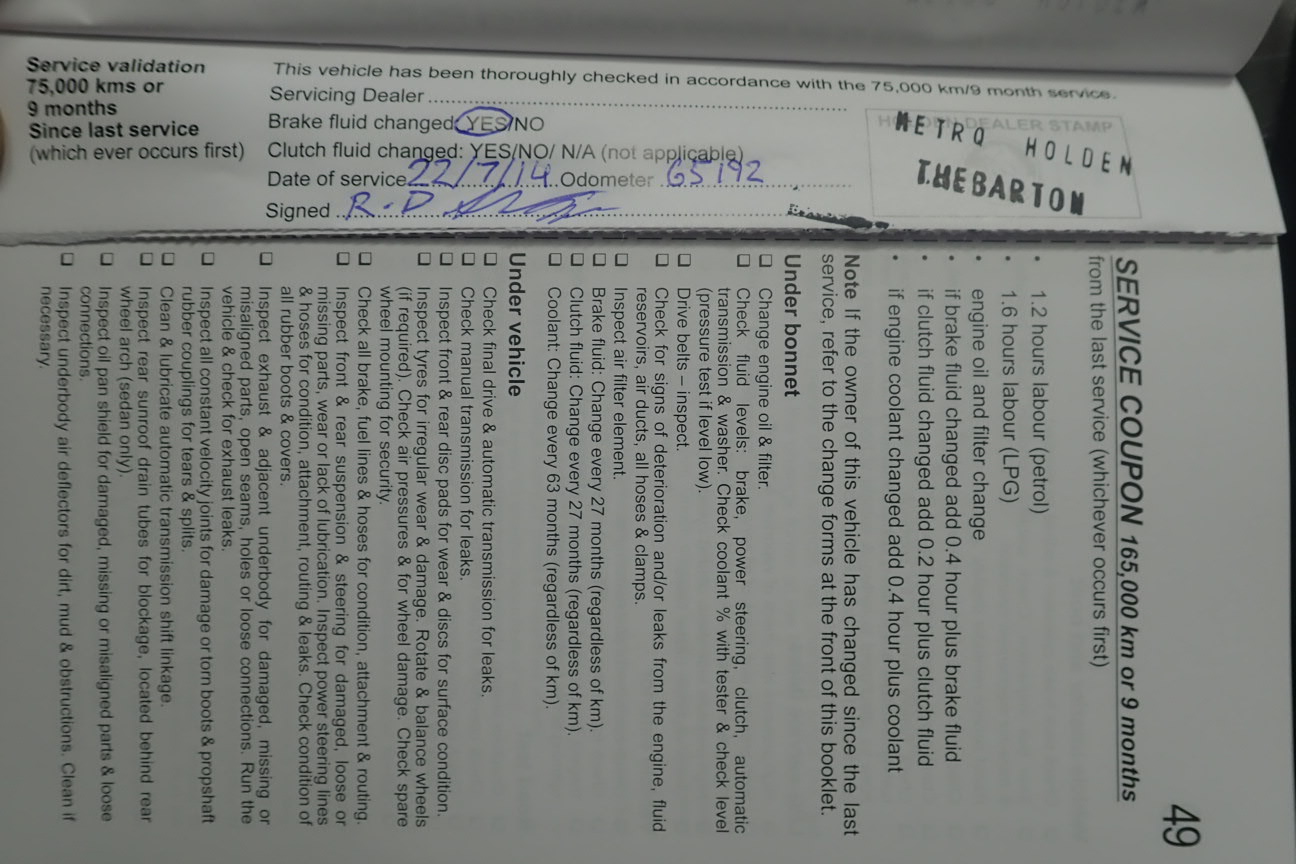 Service validation
75,000 kms or
9 months
Since last service
(which ever occurs first)
This vehicle has been thoroughly checked in accordance with the 75,000 km/9 month service.
Servicing Dealer
Brake fluid changed: YES/NO
Clutch fluid changed: YES/NO/ N/A (not applicable)
Date of service 22/7/14 Odometer 65192
Signed R.D
HOLDEN DEALER STAMP
METRO HOLDEN
THEBARTON
49
SERVICE COUPON 165,000 km or 9 months
from the last service (whichever occurs first)
• 1.2 hours labour (petrol)
• 1.6 hours labour (LPG)
• engine oil and filter change
• if brake fluid changed add 0.4 hour plus brake fluid
• if clutch fluid changed add 0.2 hour plus clutch fluid
• if engine coolant changed add 0.4 hour plus coolant
Note If the owner of this vehicle has changed since the last
service, refer to the change forms at the front of this booklet.
Under bonnet
❑ Change engine oil & filter.
❑ Check fluid levels: brake, power steering, clutch, automatic
transmission & washer. Check coolant % with tester & check level
(pressure test if level low).
❑ Drive belts – inspect.
❑ Check for signs of deterioration and/or leaks from the engine, fluid
reservoirs, air ducts, all hoses & clamps.
❑ Inspect air filter element.
❑ Brake fluid: Change every 27 months (regardless of km).
❑ Clutch fluid: Change every 27 months (regardless of km).
❑ Coolant: Change every 63 months (regardless of km).
Under vehicle
❑ Check final drive & automatic transmission for leaks.
❑ Check manual transmission for leaks.
❑ Inspect front & rear disc pads for wear & discs for surface condition.
❑ Inspect tyres for irregular wear & damage. Rotate & balance wheels
(if required). Check air pressures & for wheel damage. Check spare
wheel mounting for security.
❑ Check all brake, fuel lines & hoses for condition, attachment & routing.
❑ Inspect front & rear suspension & steering for damaged, loose or
missing parts, wear or lack of lubrication. Inspect power steering lines
& hoses for condition, attachment, routing & leaks. Check condition of
all rubber boots & covers.
❑ Inspect exhaust & adjacent underbody for damaged, missing or
misaligned parts, open seams, holes or loose connections. Run the
vehicle & check for exhaust leaks.
❑ Inspect all constant velocity joints for damage or torn boots & propshaft
rubber couplings for tears & splits.
❑ Clean & lubricate automatic transmission shift linkage.
❑ Inspect rear sunroof drain tubes for blockage, located behind rear
wheel arch (sedan only).
❑ Inspect oil pan shield for damaged, missing or misaligned parts & loose
connections.
❑ Inspect underbody air deflectors for dirt, mud & obstructions. Clean if
necessary.